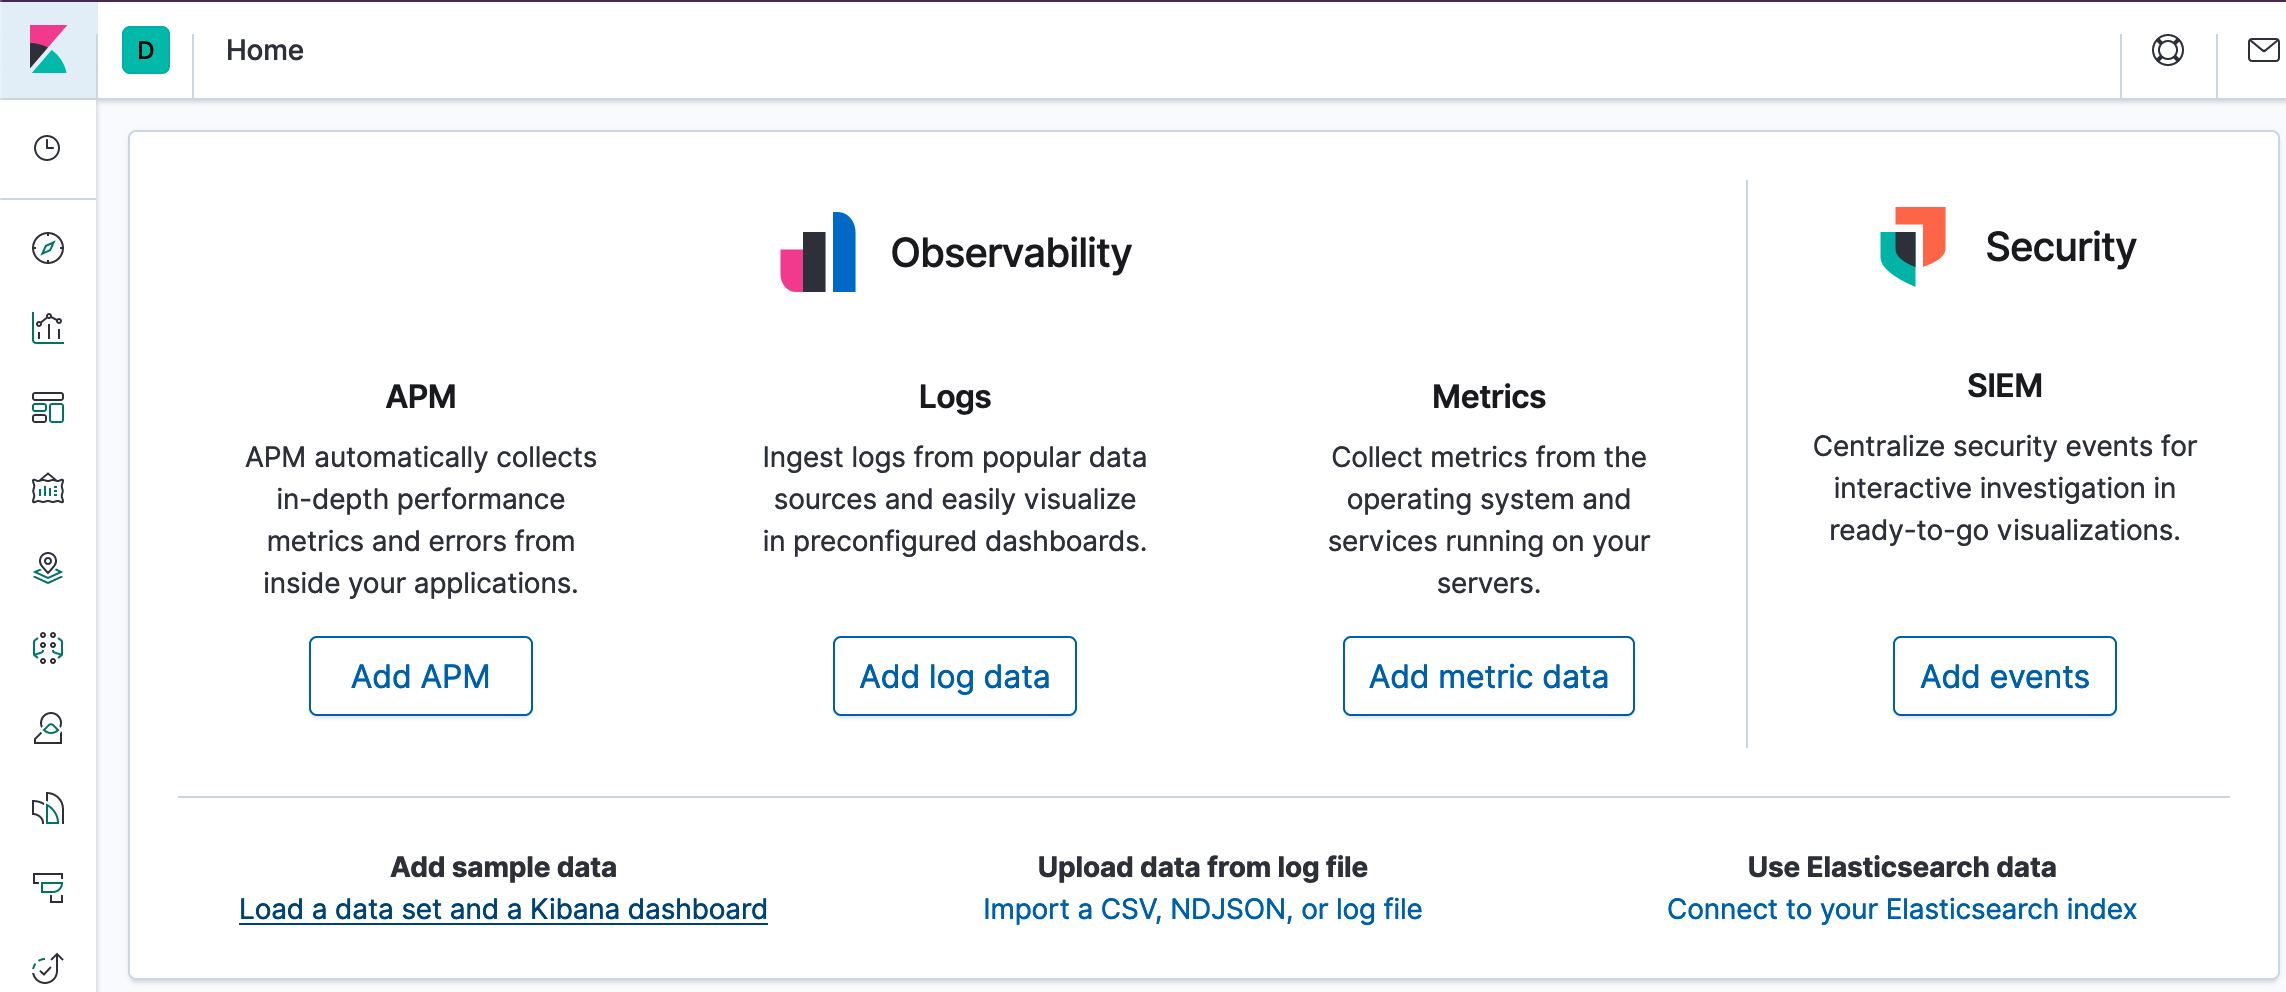 D
Home
Observability
APM
APM automatically collects
in-depth performance
metrics and errors from
inside your applications.
Add APM
Logs
Ingest logs from popular data
sources and easily visualize
in preconfigured dashboards.
Add log data
Metrics
Collect metrics from the
operating system and
services running on your
servers.
Add metric data
Security
SIEM
Centralize security events for
interactive investigation in
ready-to-go visualizations.
Add events
Add sample data
Load a data set and a Kibana dashboard
Upload data from log file
Import a CSV, NDJSON, or log file
Use Elasticsearch data
Connect to your Elasticsearch index